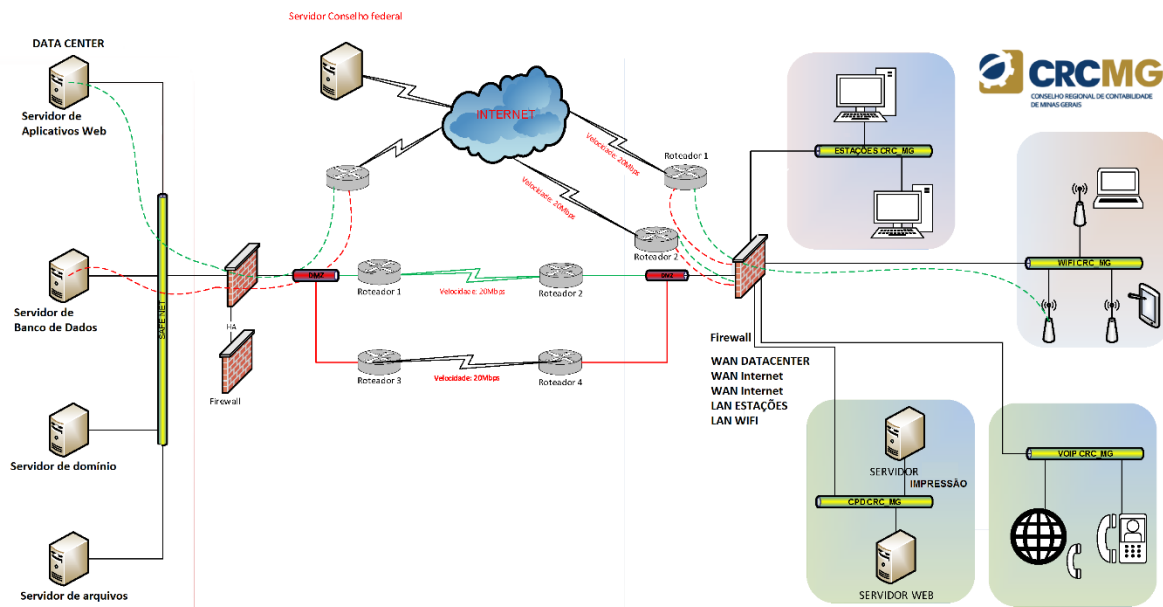 Servidor Conselho federal
DATA CENTER
Servidor de
Aplicativos Web
INTERNET
CRCMG
CONSELHO REGIONAL DE CONTABILIDADE
DE MINAS GERAIS
Velocidade: 20Mbps
Roteador 1
ESTAÇÕES CRC_MG
Velocidade: 20Mbps
Roteador 2
SAFE NET
Servidor de
Banco de Dados
HA
Firewall
DMZ
Roteador 1
Velocidade: 20Mbps
Roteador 2
DMZ
WIFI CRC_MG
Roteador 3
Velocidade: 20Mbps
Roteador 4
Firewall
WAN DATACENTER
WAN Internet
WAN Internet
LAN ESTAÇÕES
LAN WIFI
Servidor de domínio
SERVIDOR
IMPRESSÃO
CPD CRC_MG
SERVIDOR WEB
VOIP CRC_MG
Servidor de arquivos